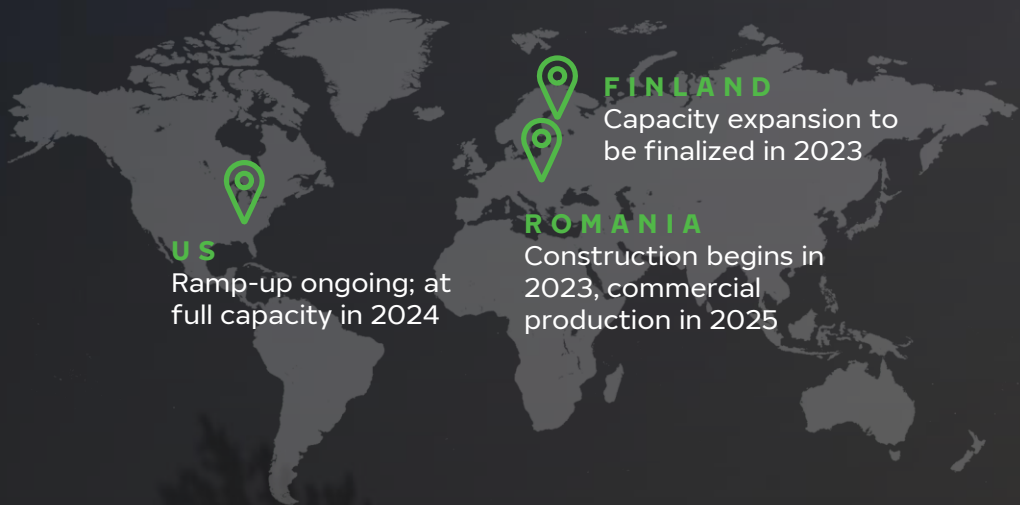 FINLAND
Capacity expansion to
be finalized in 2023
ROMANIA
Construction begins in
2023, commercial
production in 2025
US
Ramp-up ongoing; at
full capacity in 2024